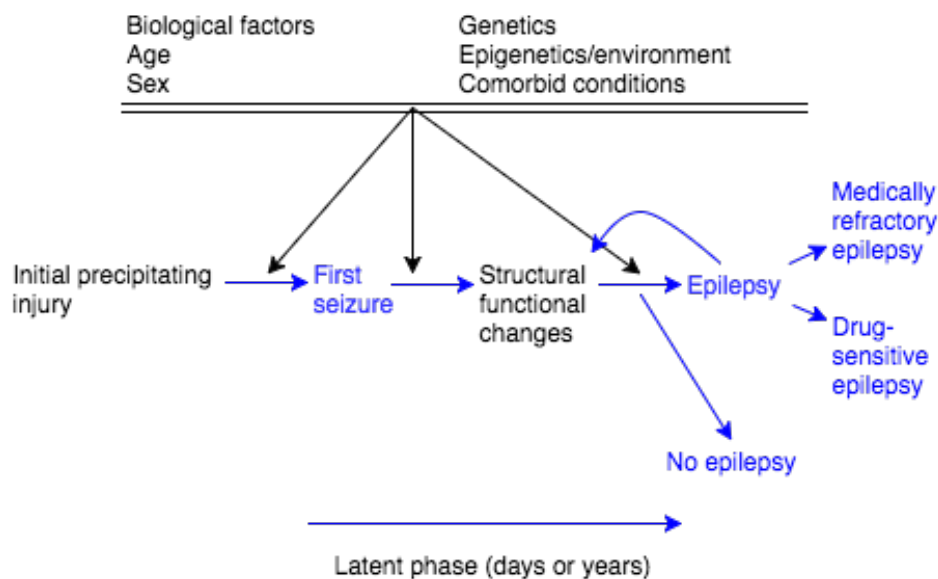 Biological factors
Age
Sex
Genetics
Epigenetics/environment
Comorbid conditions
Initial precipitating
injury
First
seizure
Structural
functional
changes
Epilepsy
Medically
refractory
epilepsy
Drug-
sensitive
epilepsy
No epilepsy
Latent phase (days or years)